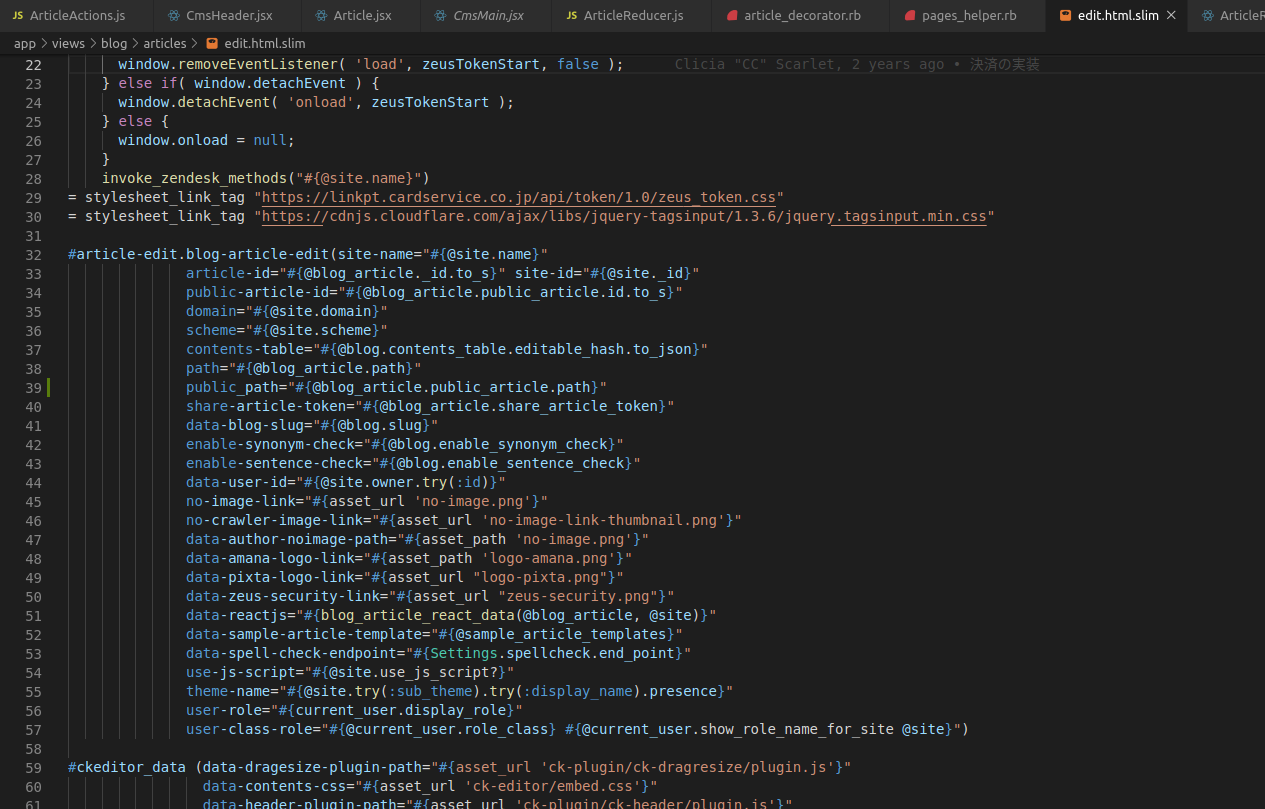 ArticleActions.js CmsHeader.jsx Article.jsx CmsMain.jsx JS ArticleReducer.js article_decorator.rb pages_helper.rb edit.html.slim ArticleR
app > views > blog > articles > edit.html.slim
22 window.removeEventListener( 'load', zeusTokenStart, false ); Clicia "CC" Scarlet, 2 years ago • 決済の実装
23 } else if( window.detachEvent ) {
24 window.detachEvent( 'onload', zeusTokenStart );
25 } else {
26 window.onload = null;
27 }
28 invoke_zendesk_methods("#{@site.name}")
29 = stylesheet_link_tag "https://linkpt.cardservice.co.jp/api/token/1.0/zeus_token.css"
30 = stylesheet_link_tag "https://cdnjs.cloudflare.com/ajax/libs/jquery-tagsinput/1.3.6/jquery.tagsinput.min.css"
31
32 #article-edit.blog-article-edit(site-name="#{@site.name}"
33 article-id="#{@blog_article._id.to_s}" site-id="#{@site._id}"
34 public-article-id="#{@blog_article.public_article.id.to_s}"
35 domain="#{@site.domain}"
36 scheme="#{@site.scheme}"
37 contents-table="#{@blog.contents_table.editable_hash.to_json}"
38 path="#{@blog_article.path}"
39 public_path="#{@blog_article.public_article.path}"
40 share-article-token="#{@blog_article.share_article_token}"
41 data-blog-slug="#{@blog.slug}"
42 enable-synonym-check="#{@blog.enable_synonym_check}"
43 enable-sentence-check="#{@blog.enable_sentence_check}"
44 data-user-id="#{@site.owner.try(:id)}"
45 no-image-link="#{asset_url 'no-image.png'}"
46 no-crawler-image-link="#{asset_url 'no-image-link-thumbnail.png'}"
47 data-author-noimage-path="#{asset_path 'no-image.png'}"
48 data-amana-logo-link="#{asset_path 'logo-amana.png'}"
49 data-pixta-logo-link="#{asset_url "logo-pixta.png"}"
50 data-zeus-security-link="#{asset_url "zeus-security.png"}"
51 data-reactjs="#{blog_article_react_data(@blog_article, @site)}"
52 data-sample-article-template="#{@sample_article_templates}"
53 data-spell-check-endpoint="#{Settings.spellcheck.end_point}"
54 use-js-script="#{@site.use_js_script?}"
55 theme-name="#{@site.try(:sub_theme).try(:display_name).presence}"
56 user-role="#{current_user.display_role}"
57 user-class-role="#{@current_user.role_class} #{@current_user.show_role_name_for_site @site}")
58
59 #ckeditor_data (data-dragesize-plugin-path="#{asset_url 'ck-plugin/ck-dragresize/plugin.js'}"
60 data-contents-css="#{asset_url 'ck-editor/embed.css'}"
61 data-header-plugin-path="#{asset_url 'ck-plugin/ck-header/plugin.js'}"